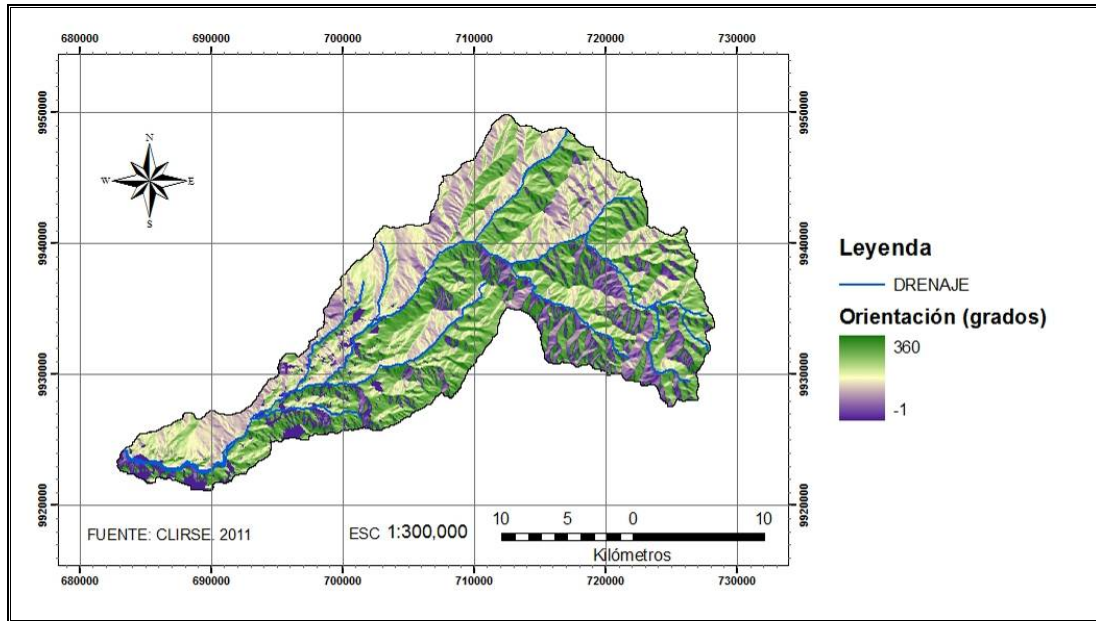 680000 690000 700000 710000 720000 730000
9950000 9950000
N
W E
S
9940000 9940000
Leyenda
DRENAJE
Orientación (grados)
360
-1
9930000 9930000
9920000 9920000
FUENTE: CLIRSE. 2011
ESC 1:300,000
10 5 0 10
Kilómetros
680000 690000 700000 710000 720000 730000